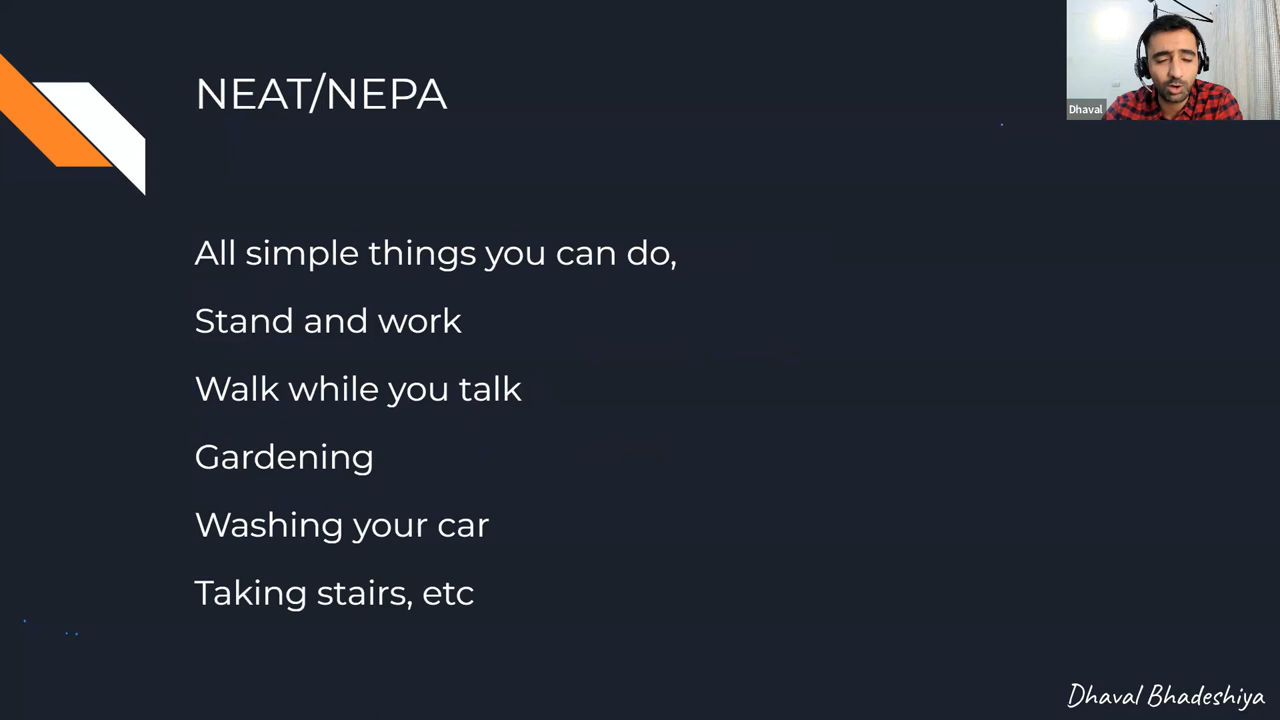 NEAT/NEPA
Dhaval
All simple things you can do,
Stand and work
Walk while you talk
Gardening
Washing your car
Taking stairs, etc
Dhaval Bhadeshiya